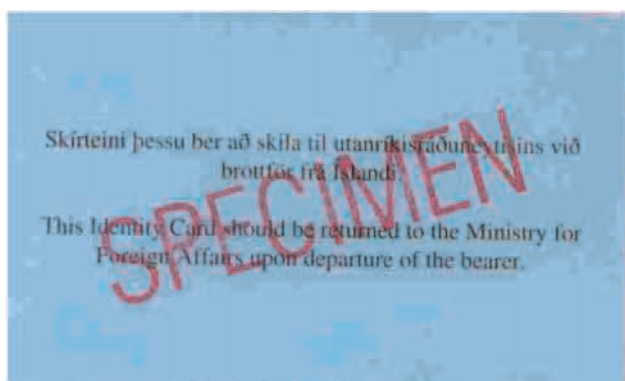 Skírteini þessu ber að skila til utanríkisráðuneytisins við
brottför frá Íslandi.
This Identity Card should be returned to the Ministry for
Foreign Affairs upon departure of the bearer.
SPECIMEN